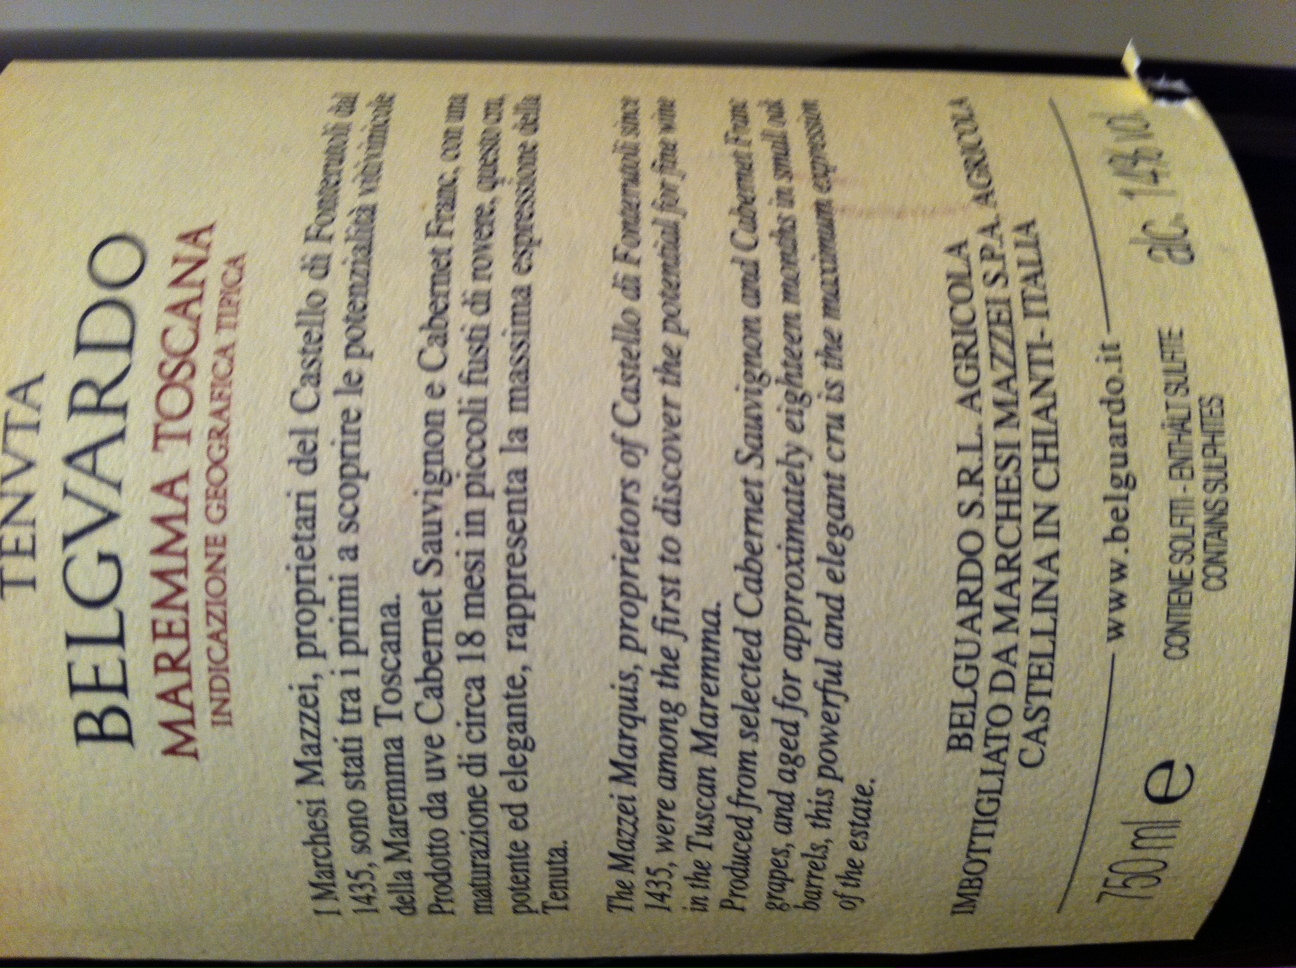 TENVTA
BELGVARDO
MAREMMA TOSCANA
INDICAZIONE GEOGRAFICA TIPICA
I Marchesi Mazzei, proprietari del Castello di Fonterutoli dal
1435, sono stati tra i primi a scoprire le potenzialità vitivinicole
della Maremma Toscana.
Prodotto da uve Cabernet Sauvignon e Cabernet Franc, con una
maturazione di circa 18 mesi in piccoli fusti di rovere, questo cru,
potente ed elegante, rappresenta la massima espressione della
Tenuta.
The Mazzei Marquis, proprietors of Castello di Fonterutoli since
1435, were among the first to discover the potential for fine wine
in the Tuscan Maremma.
Produced from selected Cabernet Sauvignon and Cabernet Franc
grapes, and aged for approximately eighteen months in small oak
barrels, this powerful and elegant cru is the maximum expression
of the estate.
BELGUARDO S.R.L. AGRICOLA
IMBOTTIGLIATO DA MARCHESI MAZZEI S.P.A. AGRICOLA
CASTELLINA IN CHIANTI - ITALIA
www.belguardo.it
750 ml e CONTIENE SOLFITI - ENTHÄLT SULFITE alc. 14% vol.
CONTAINS SULPHITES